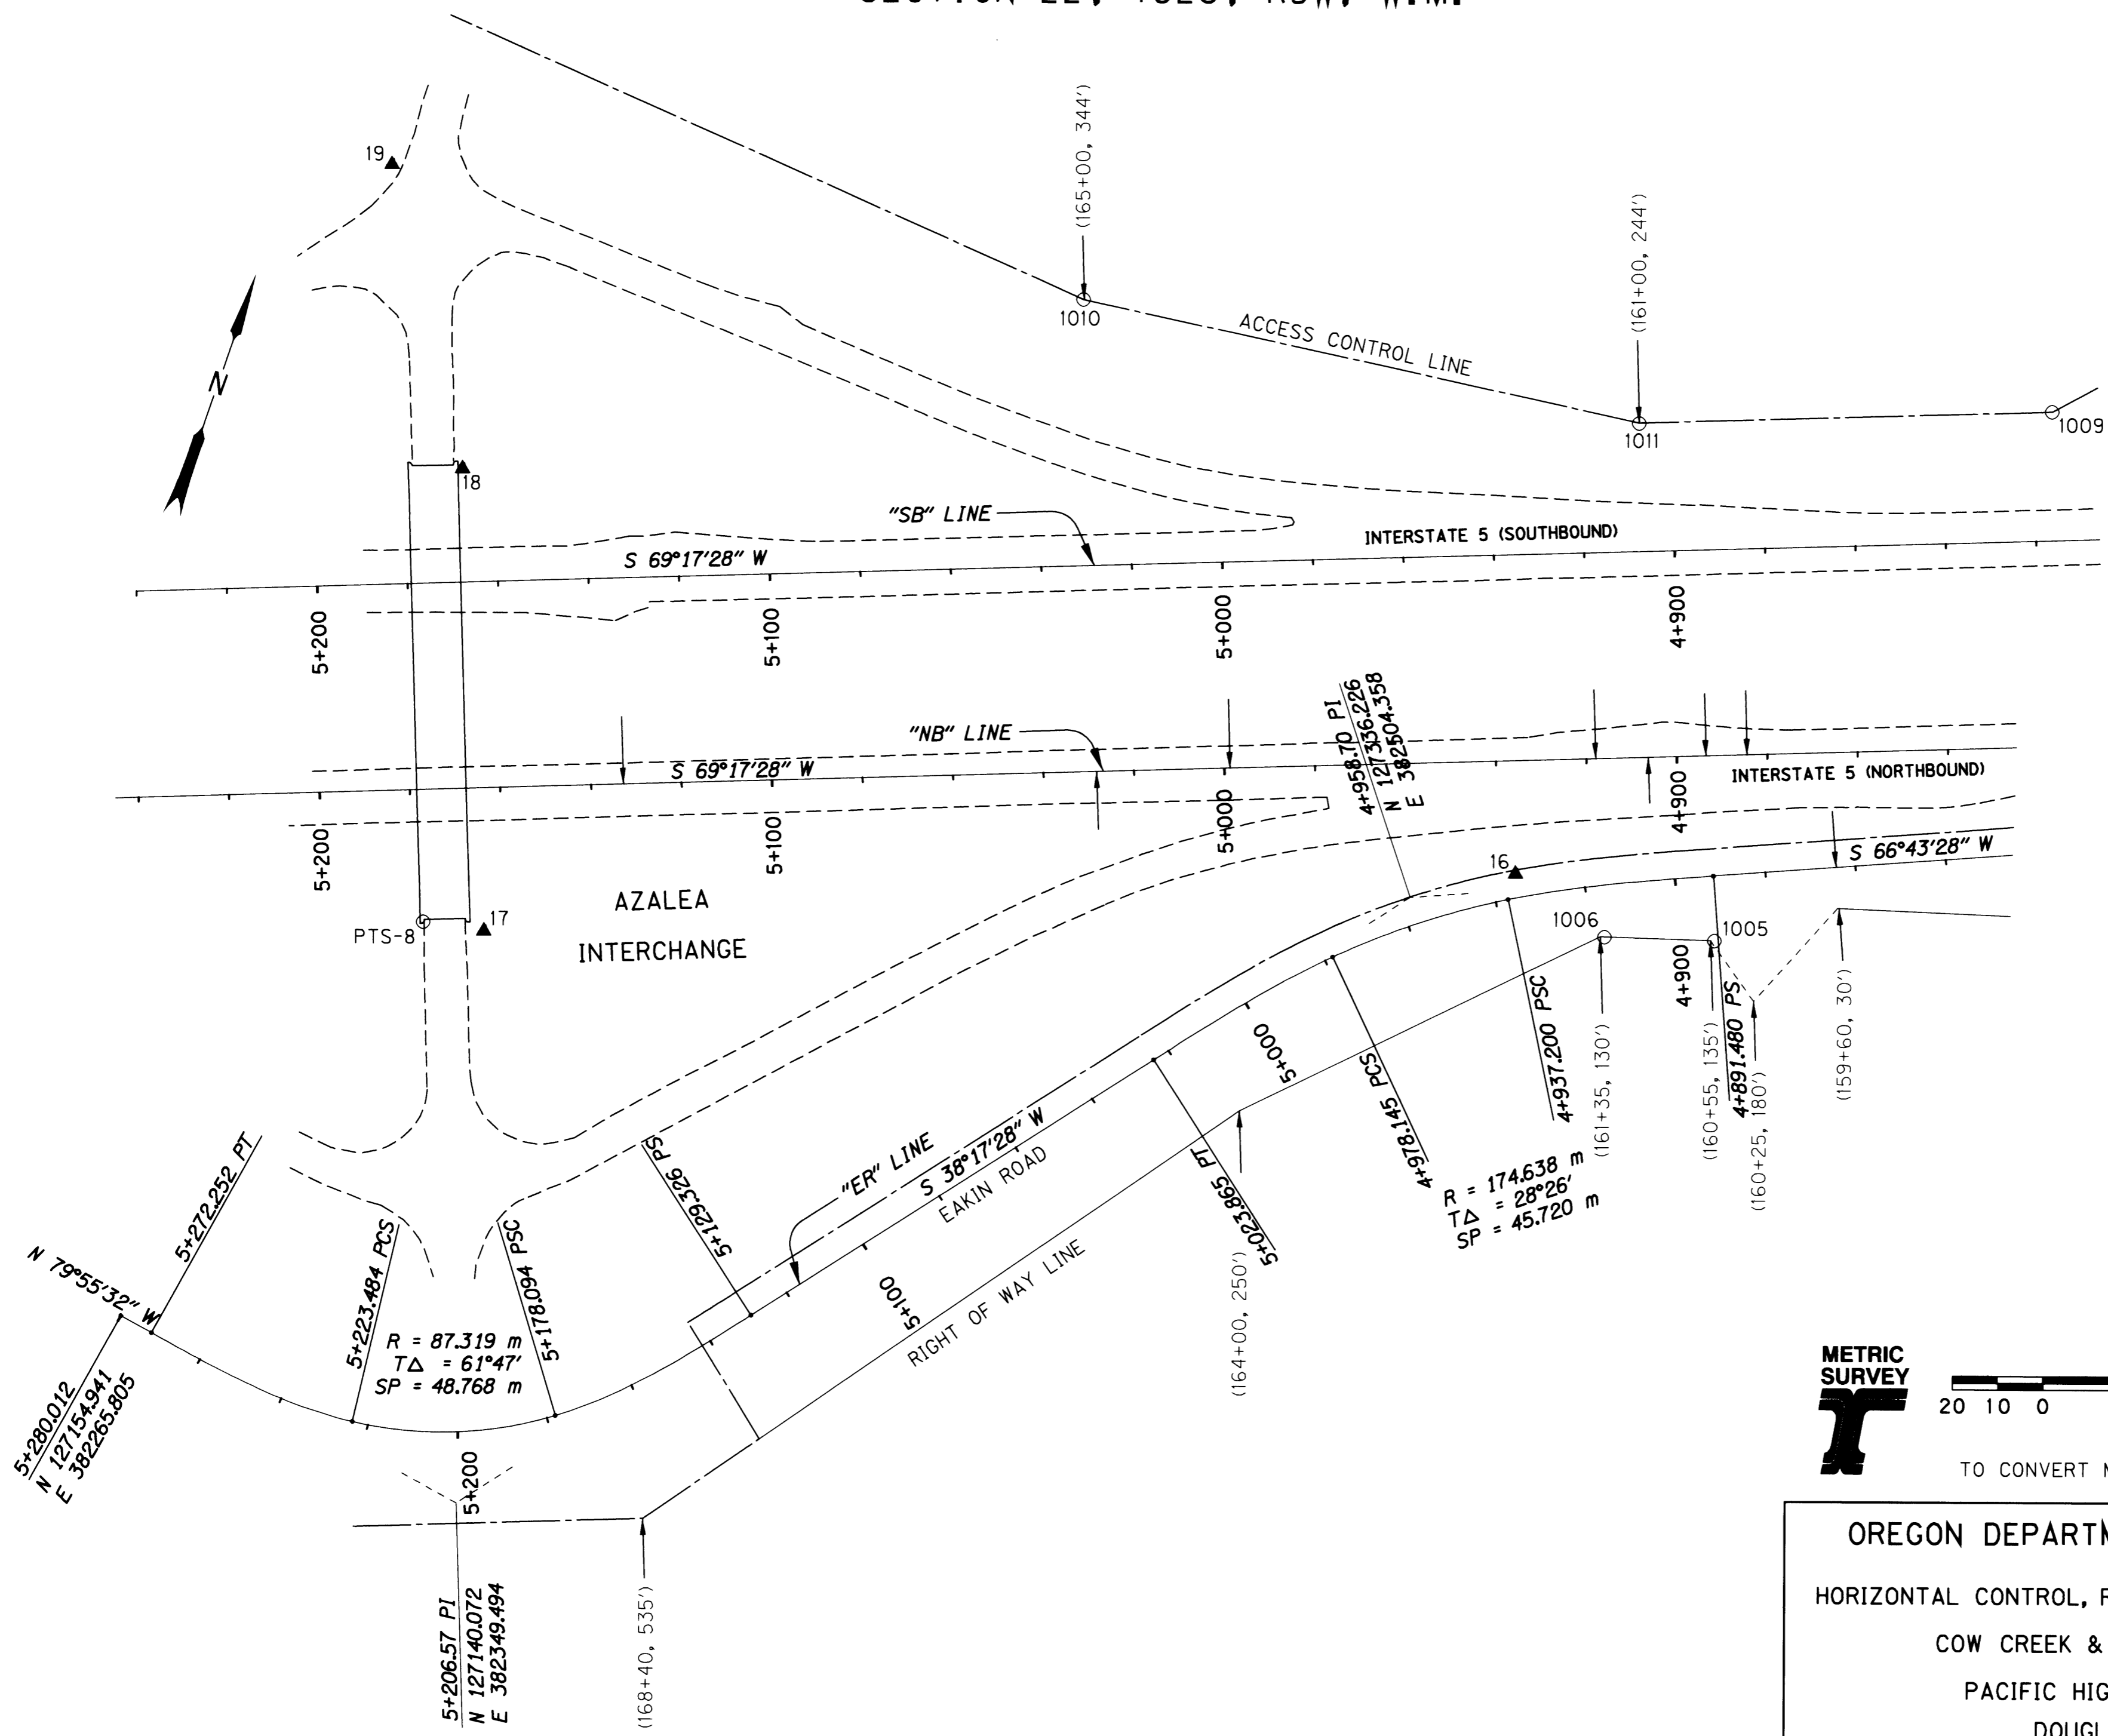 19
(165+00, 344')
(161+00, 244')
N
1010
ACCESS CONTROL LINE
1011
1009
18
"SB" LINE
INTERSTATE 5 (SOUTHBOUND)
S 69°17'28" W
5+200
5+100
5+000
4+900
4+958.70 PI
N 127336.226
E 382504.358
"NB" LINE
S 69°17'28" W
INTERSTATE 5 (NORTHBOUND)
5+200
5+100
5+000
4+900
S 66°43'28" W
16
AZALEA
INTERCHANGE
PTS-8
17
1006
1005
4+900
4+937.200 PSC
4+891.480 PS
(161+35, 130')
(160+55, 135')
(160+25, 180')
(159+60, 30')
5+000
4+978.145 PCS
R = 174.638 m
T△ = 28°26'
SP = 45.720 m
5+023.865 PT
(164+00, 250')
"ER" LINE
S 38°17'28" W
EAKIN ROAD
RIGHT OF WAY LINE
5+100
5+129.326 PS
5+272.252 PT
N 79°55'32" W
5+223.484 PCS
5+178.094 PSC
R = 87.319 m
T△ = 61°47'
SP = 48.768 m
5+280.012
N 127154.941
E 382265.805
5+200
5+206.57 PI
N 127140.072
E 382349.494
(168+40, 535')
METRIC
SURVEY
20 10 0
TO CONVERT
OREGON
HORIZONTAL CONTROL,
COW CREEK &
PACIFIC